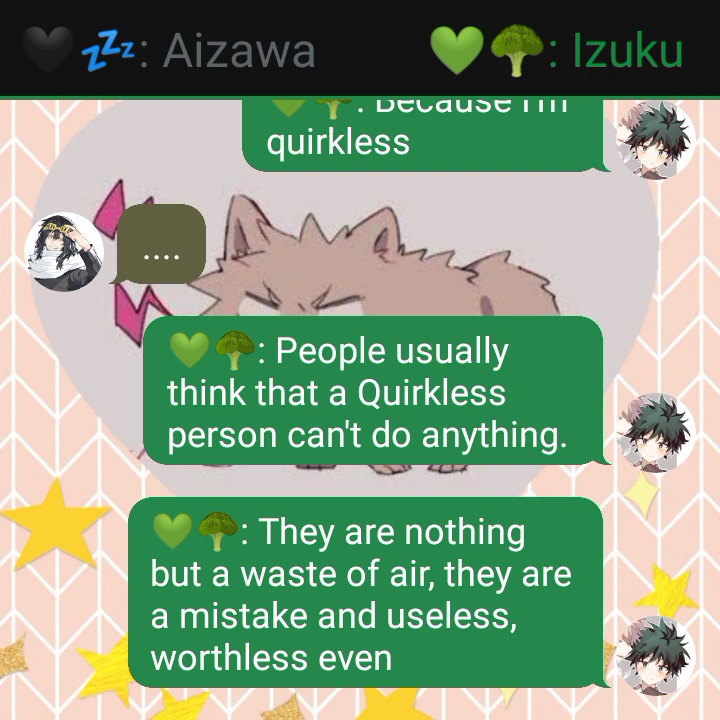 🖤💤: Aizawa
💚🥦: Izuku
💚🥦: Because I'm
quirkless
....
💚🥦: People usually
think that a Quirkless
person can't do anything.
💚🥦: They are nothing
but a waste of air, they are
a mistake and useless,
worthless even